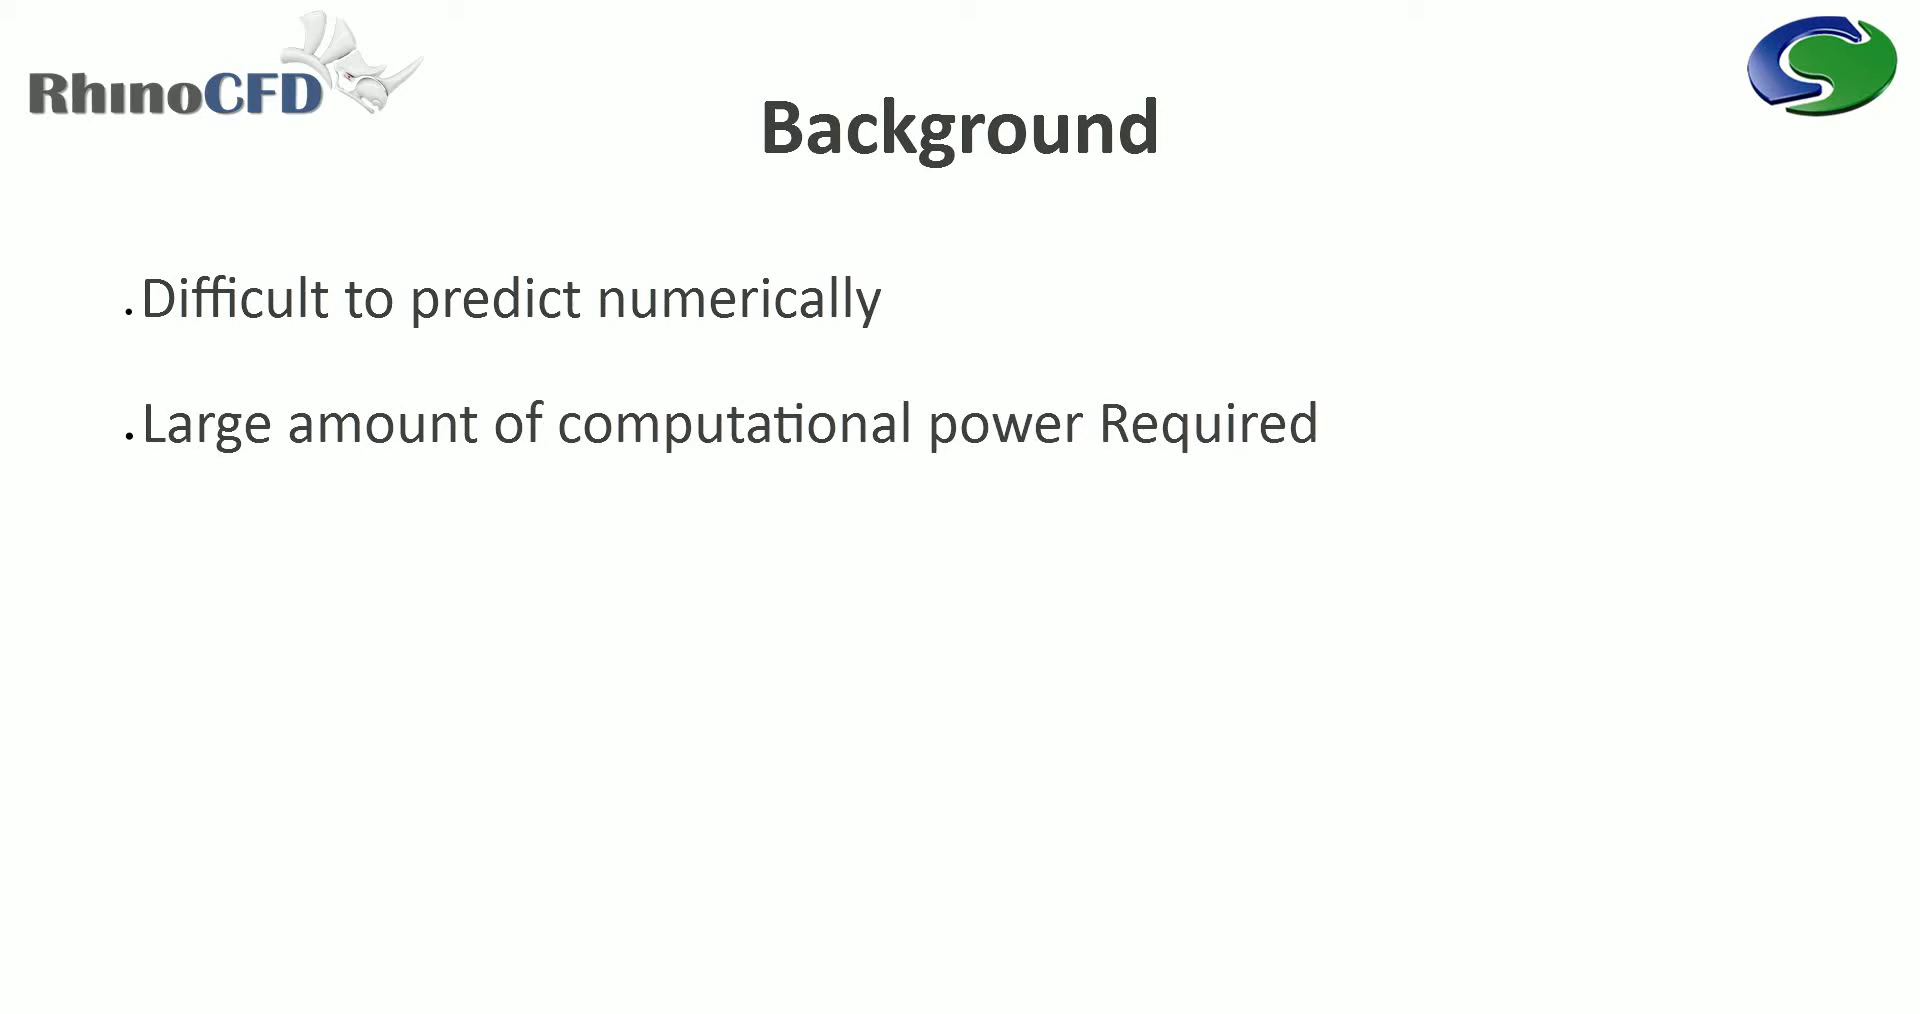 RhinoCFD
Background
. Difficult to predict numerically
. Large amount of computational power Required